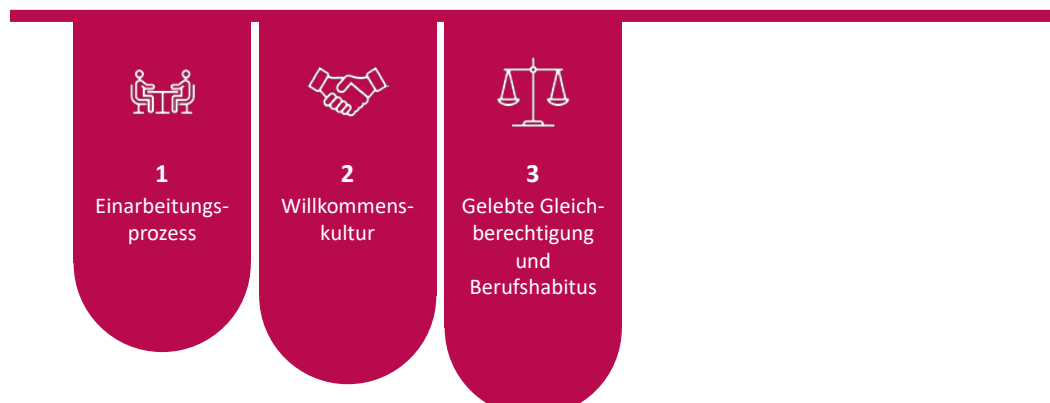 1
Einarbeitungs-
prozess
2
Willkommens-
kultur
3
Gelebte Gleich-
berechtigung
und
Berufshabitus